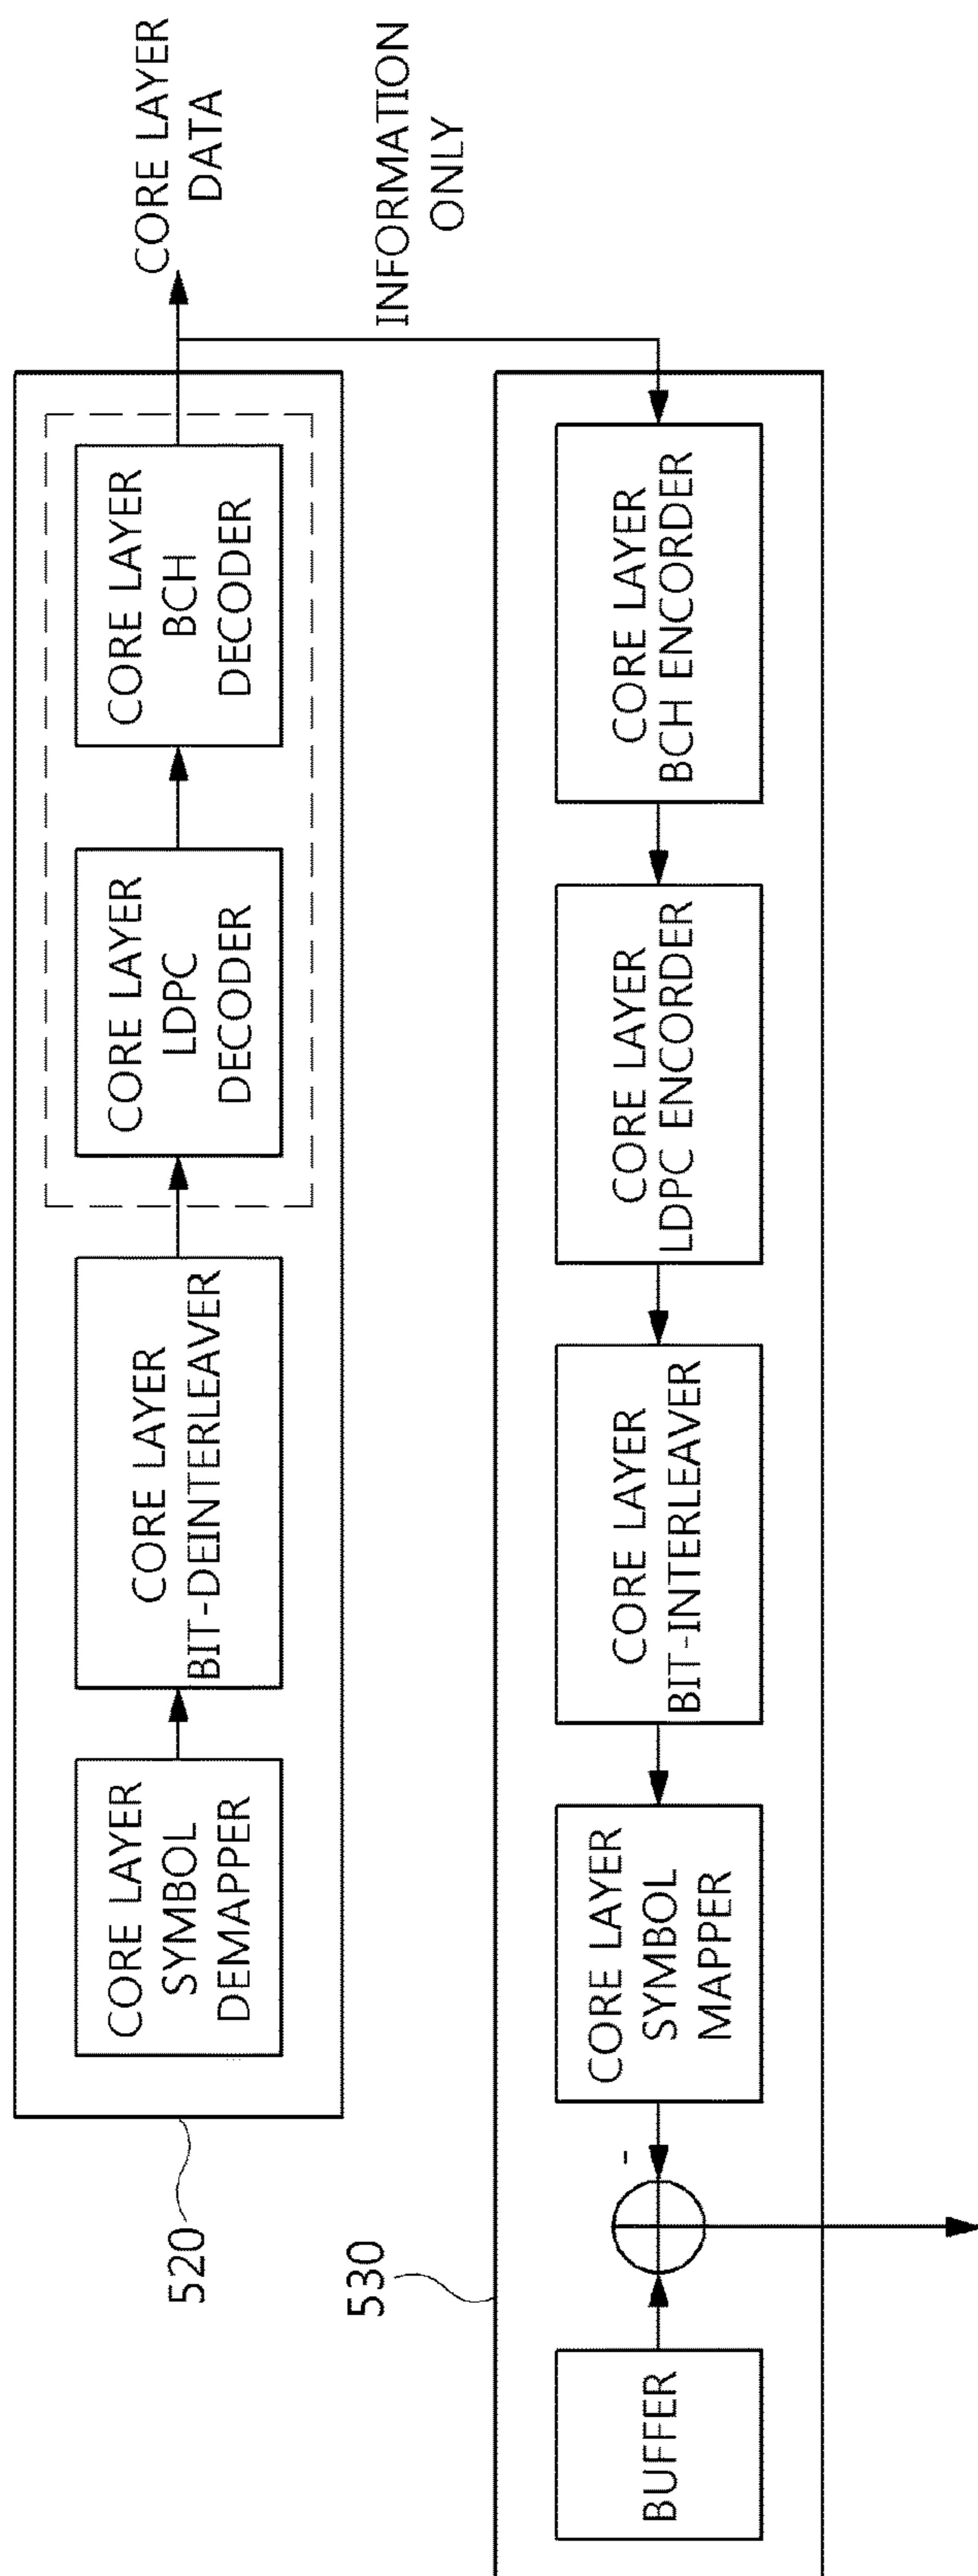 520
CORE LAYER
SYMBOL
DEMAPPER
CORE LAYER
BIT-DEINTERLEAVER
CORE LAYER
LDPC
DECODER
CORE LAYER
BCH
DECODER
CORE LAYER
DATA
INFORMATION
ONLY
530
BUFFER
-
CORE LAYER
SYMBOL
MAPPER
CORE LAYER
BIT-INTERLEAVER
CORE LAYER
LDPC ENCORDER
CORE LAYER
BCH ENCORDER